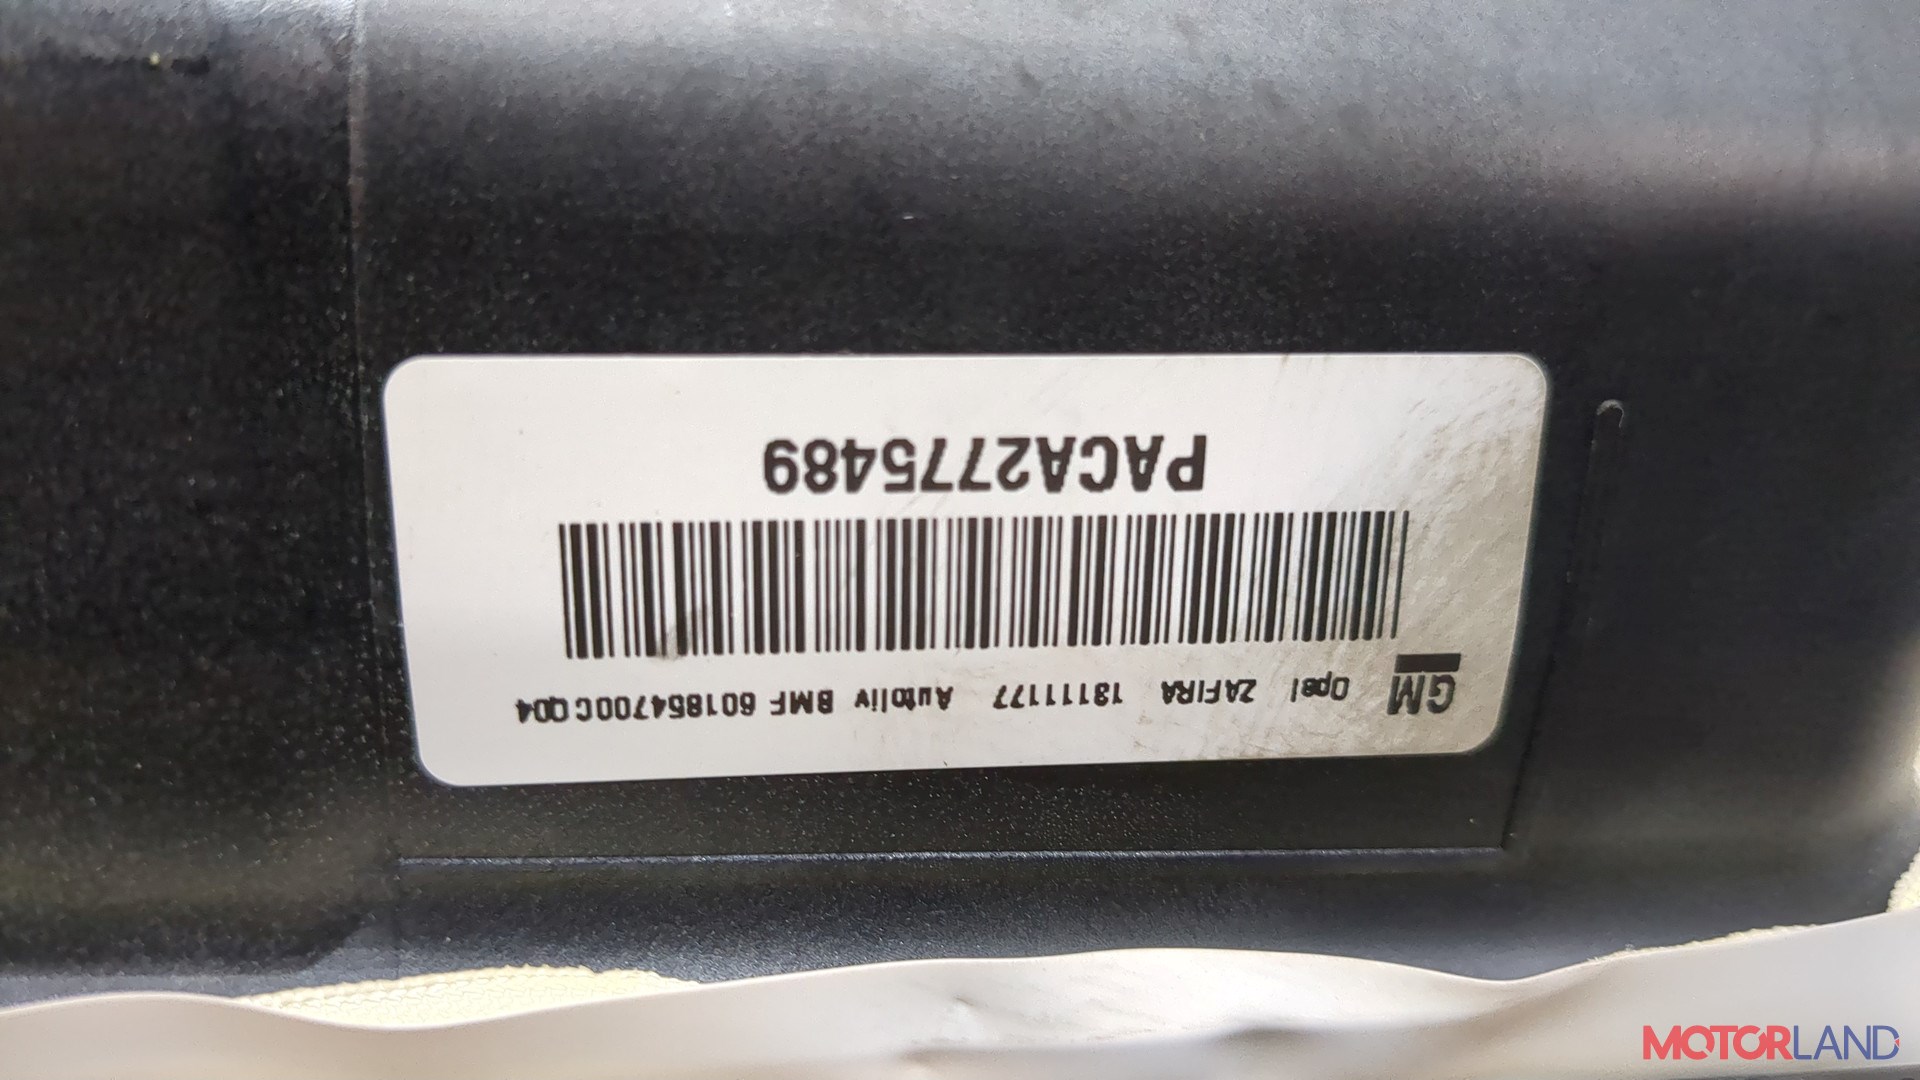 GM Opel ZAFIRA 13111177 Autoliv BMF 601854700C Q04
PACA2775489
MOTORLAND